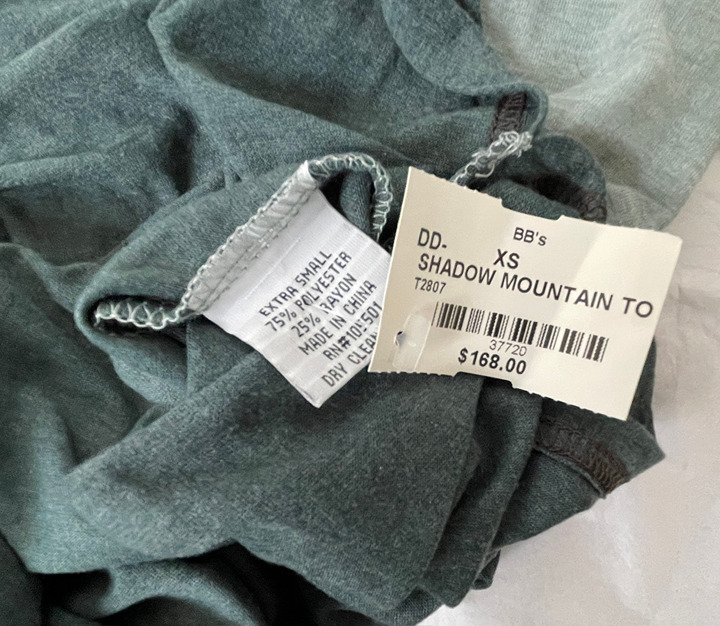 EXTRA SMALL
75% POLYESTER
25% RAYON
MADE IN CHINA
DRY
BB's
DD- XS
SHADOW MOUNTAIN TO
T2807
37720
$168.00